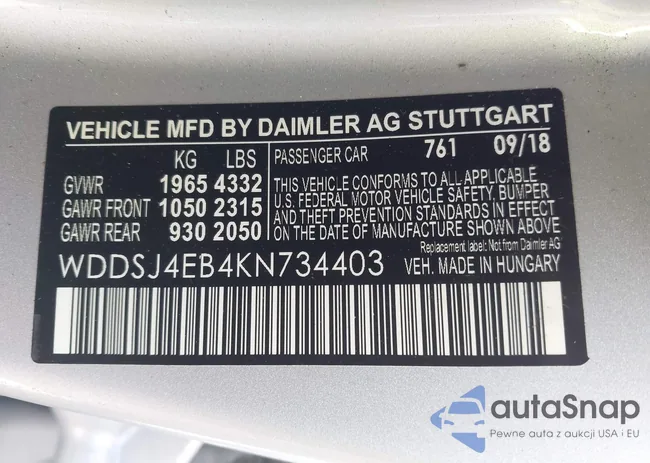 VEHICLE MFD BY DAIMLER AG STUTTGART
KG LBS
GVWR 1965 4332
GAWR FRONT 1050 2315
GAWR REAR 930 2050
PASSENGER CAR 761 09/18
THIS VEHICLE CONFORMS TO ALL APPLICABLE
U.S. FEDERAL MOTOR VEHICLE SAFETY, BUMPER,
AND THEFT PREVENTION STANDARDS IN EFFECT
ON THE DATE OF MANUFACTURE SHOWN ABOVE.
Replacement label: Not from Daimler AG
WDDSJ4EB4KN734403 VEH. MADE IN HUNGARY
autaSnap
Pewne auta z aukcji USA i EU